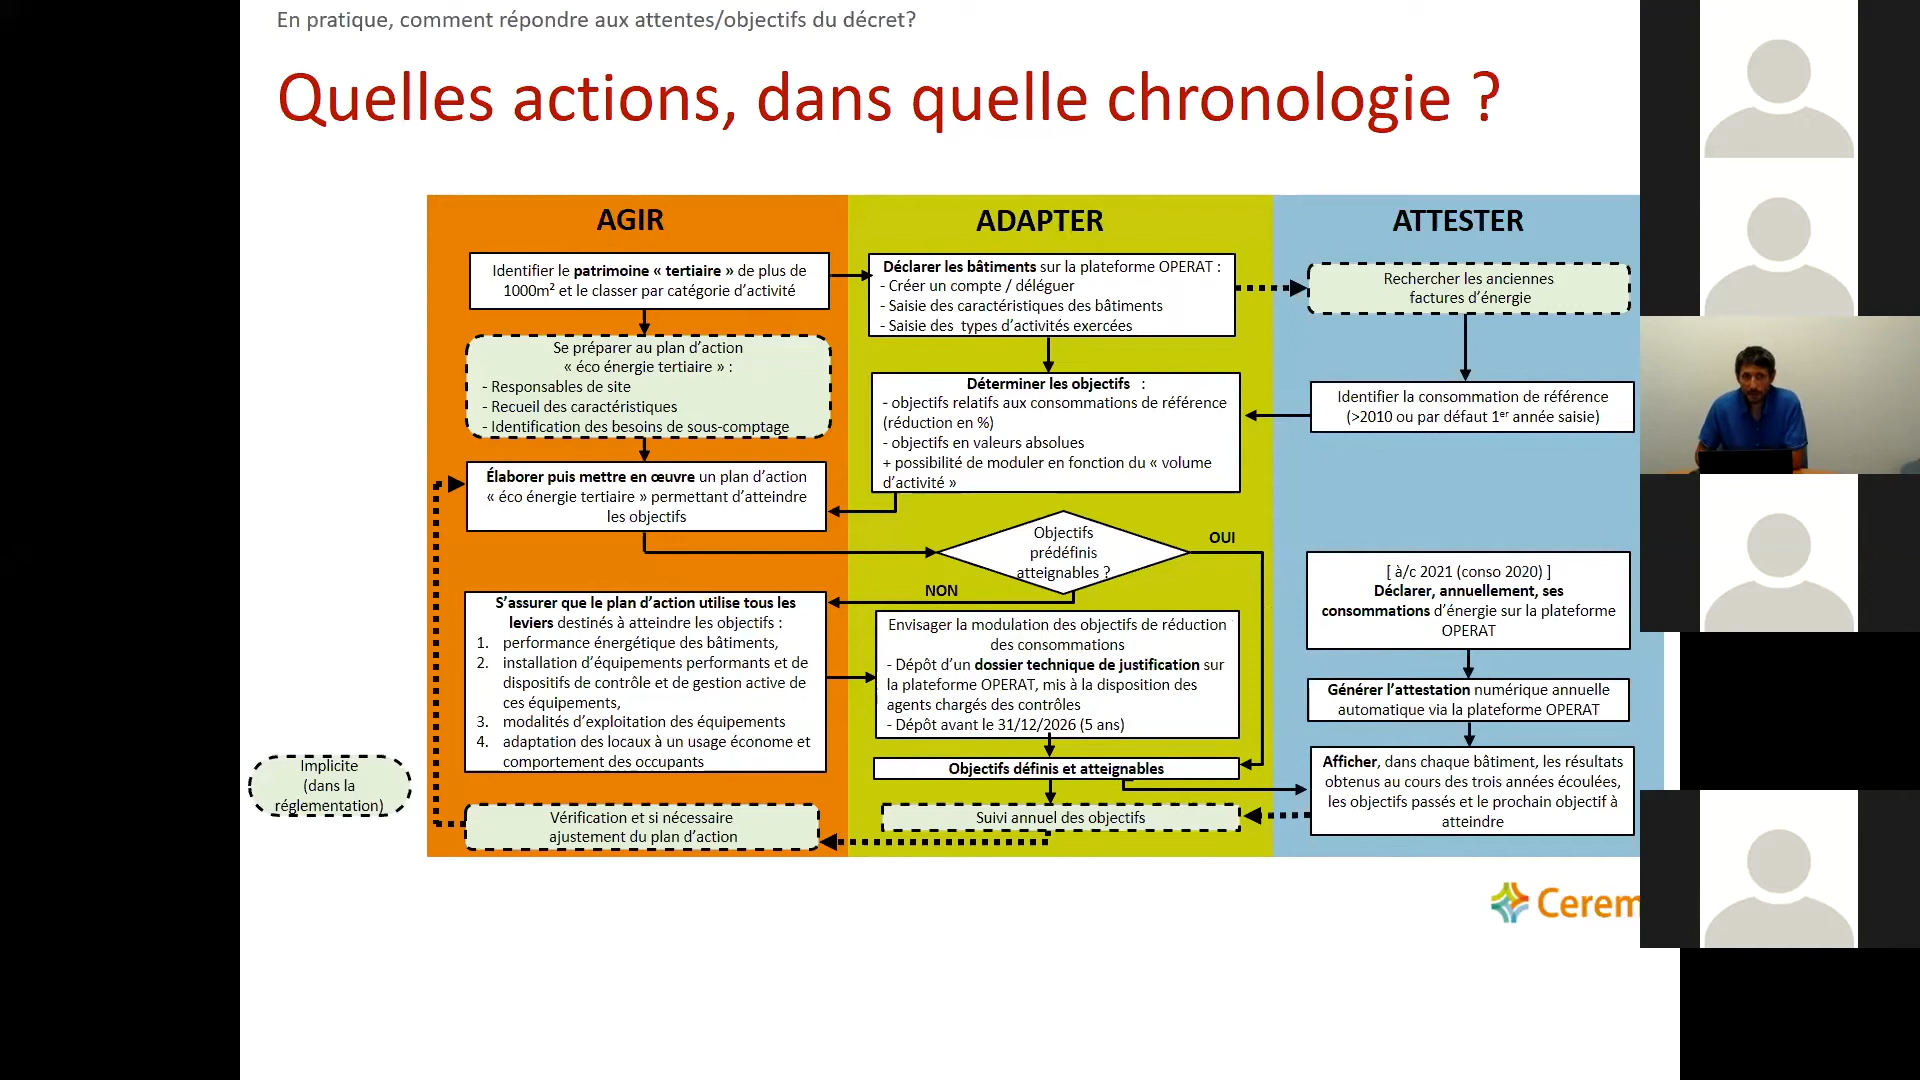 En pratique, comment répondre aux attentes/objectifs du décret?
Quelles actions, dans quelle chronologie ?
AGIR
Identifier le patrimoine « tertiaire » de plus de
1000m² et le classer par catégorie d'activité
Se préparer au plan d'action
« éco énergie tertiaire » :
- Responsables de site
- Recueil des caractéristiques
- Identification des besoins de sous-comptage
Élaborer puis mettre en œuvre un plan d'action
« éco énergie tertiaire » permettant d'atteindre
les objectifs
S'assurer que le plan d'action utilise tous les
leviers destinés à atteindre les objectifs :
1. performance énergétique des bâtiments,
2. installation d'équipements performants et de
dispositifs de contrôle et de gestion active de
ces équipements,
3. modalités d'exploitation des équipements
4. adaptation des locaux à un usage économe et
comportement des occupants
Vérification et si nécessaire
ajustement du plan d'action
Implicite
(dans la
réglementation)
ADAPTER
Déclarer les bâtiments sur la plateforme OPERAT :
- Créer un compte / déléguer
- Saisie des caractéristiques des bâtiments
- Saisie des types d'activités exercées
Déterminer les objectifs :
- objectifs relatifs aux consommations de référence
(réduction en %)
- objectifs en valeurs absolues
+ possibilité de moduler en fonction du « volume
d'activité »
Objectifs
prédéfinis
atteignables ?
OUI
NON
Envisager la modulation des objectifs de réduction
des consommations
- Dépôt d'un dossier technique de justification sur
la plateforme OPERAT, mis à la disposition des
agents chargés des contrôles
- Dépôt avant le 31/12/2026 (5 ans)
Objectifs définis et atteignables
Suivi annuel des objectifs
ATTESTER
Rechercher les anciennes
factures d'énergie
Identifier la consommation de référence
(>2010 ou par défaut 1er année saisie)
[ à/c 2021 (conso 2020) ]
Déclarer, annuellement, ses
consommations d'énergie sur la plateforme
OPERAT
Générer l'attestation numérique annuelle
automatique via la plateforme OPERAT
Afficher, dans chaque bâtiment, les résultats
obtenus au cours des trois années écoulées,
les objectifs passés et le prochain objectif à
atteindre
Cerem